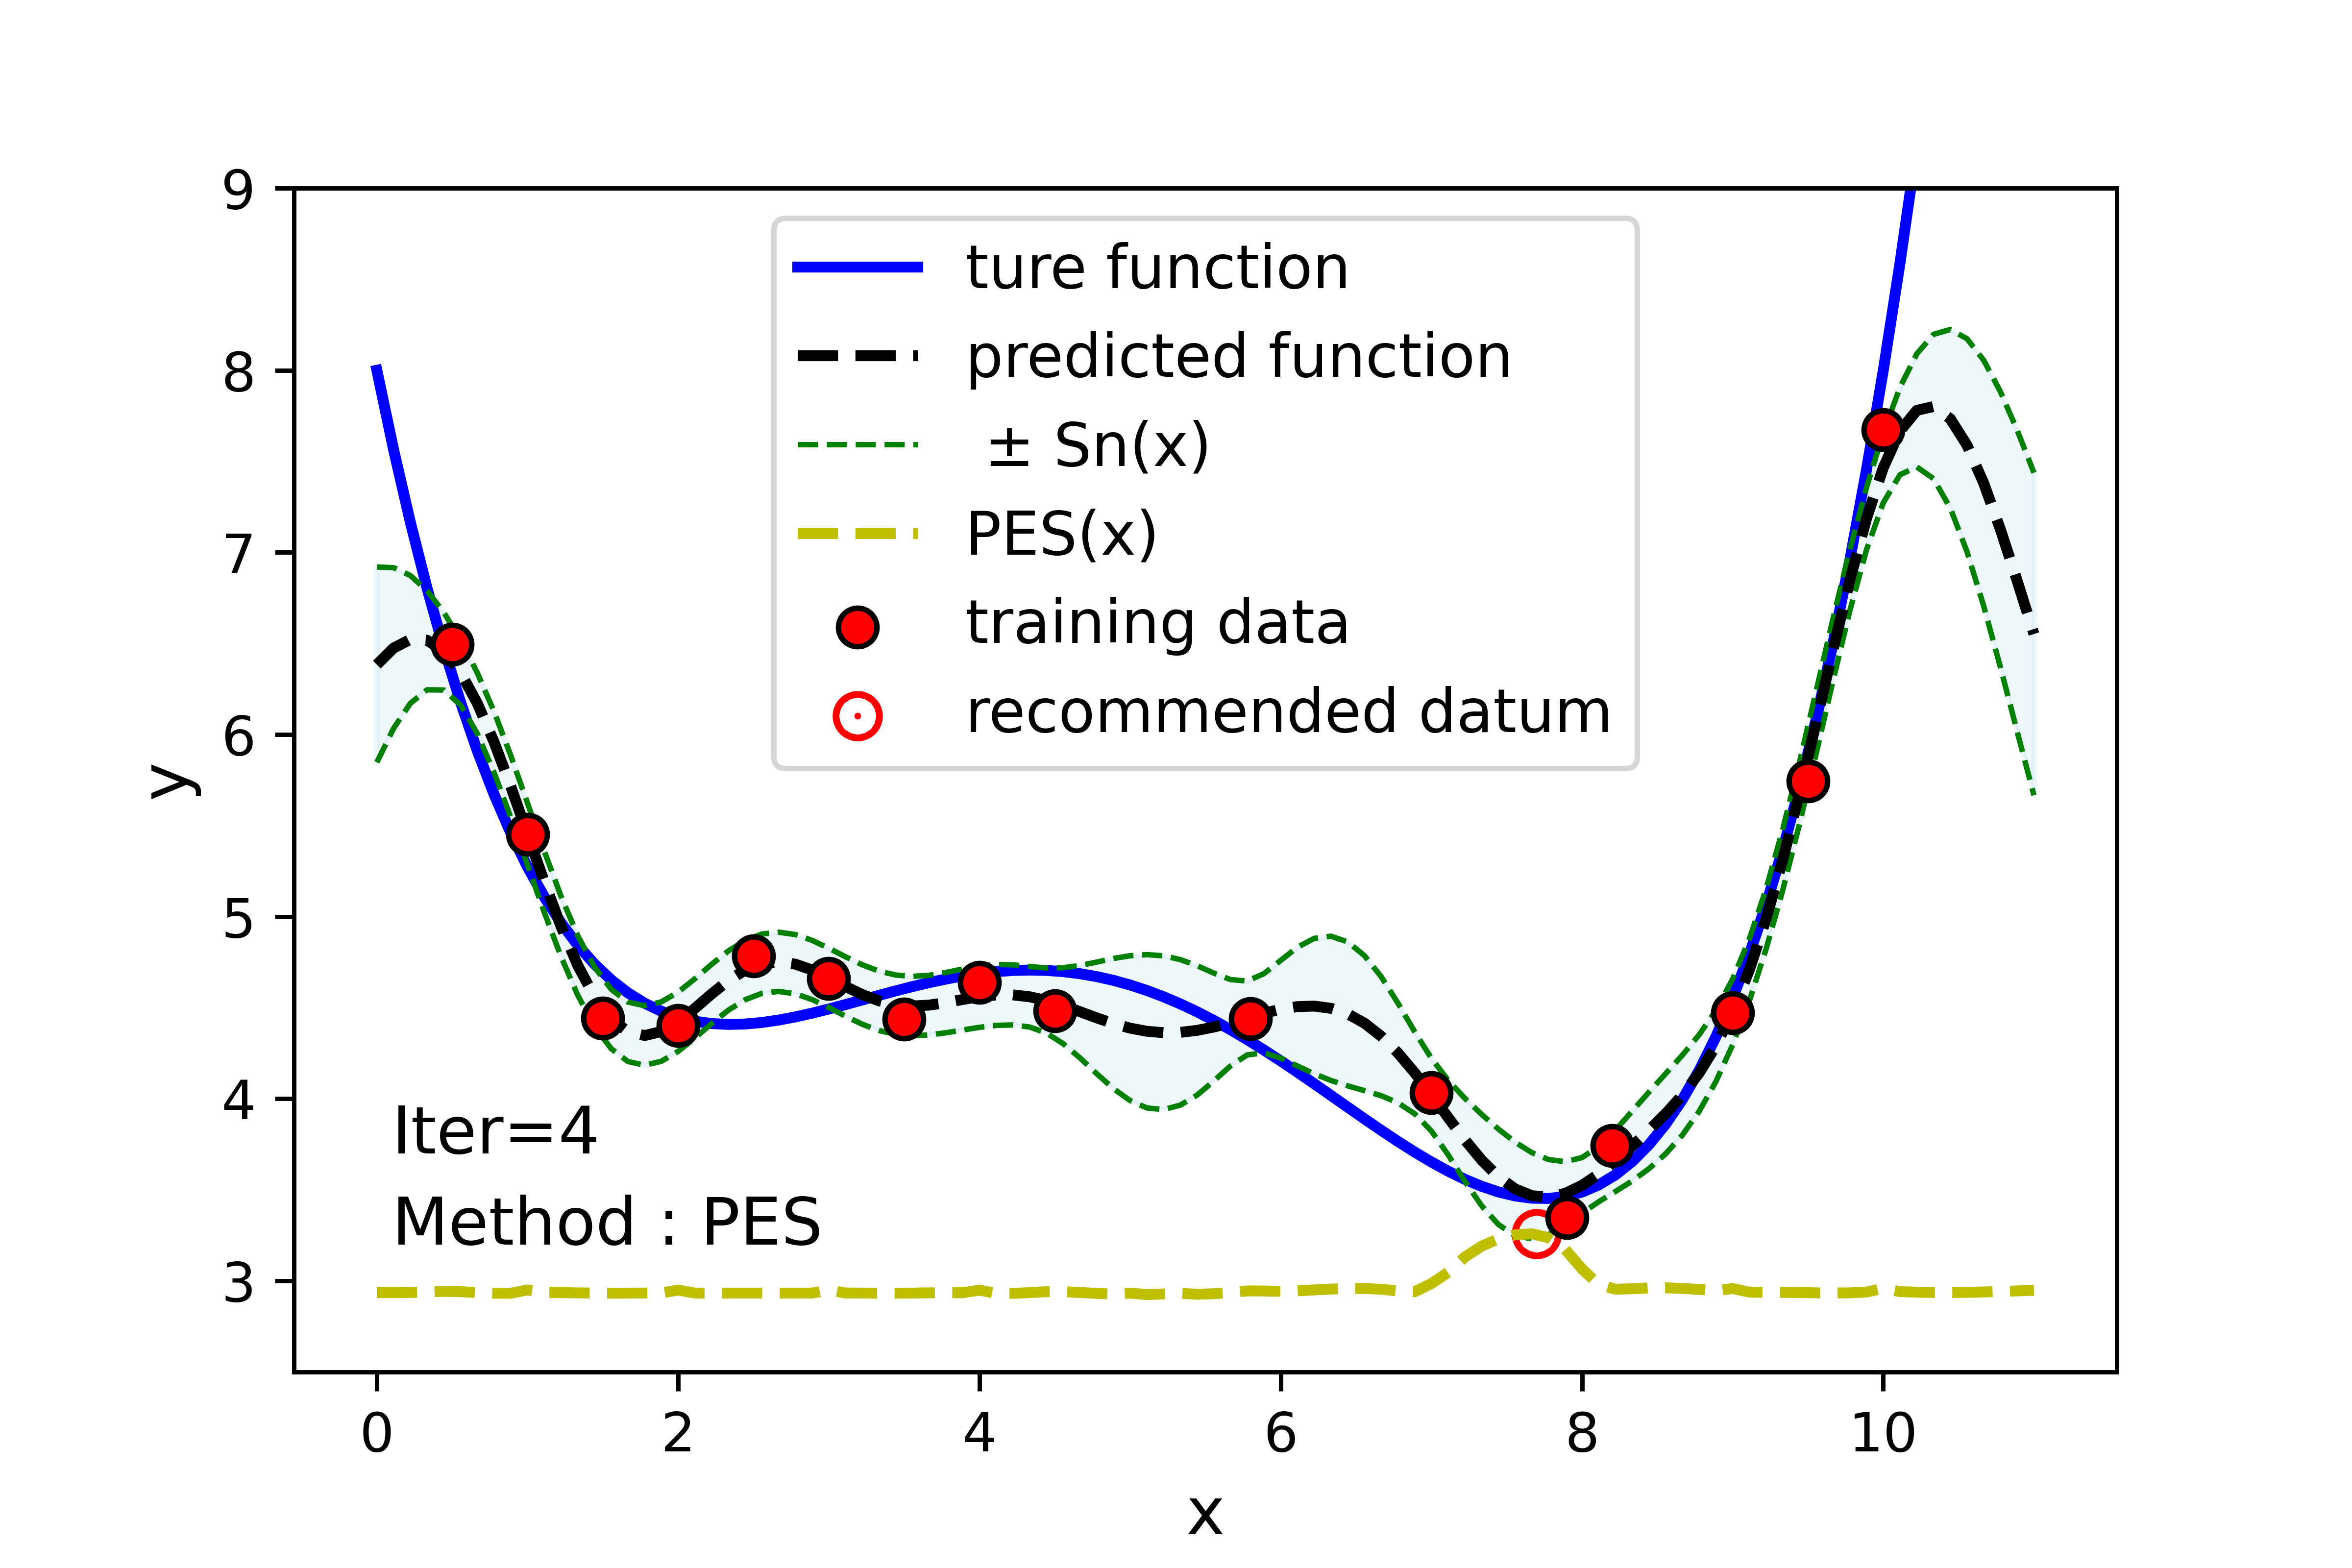 9
8
7
6
5
4
3
y
ture function
predicted function
± Sn(x)
PES(x)
training data
recommended datum
Iter=4
Method : PES
0 2 4 6 8 10
x